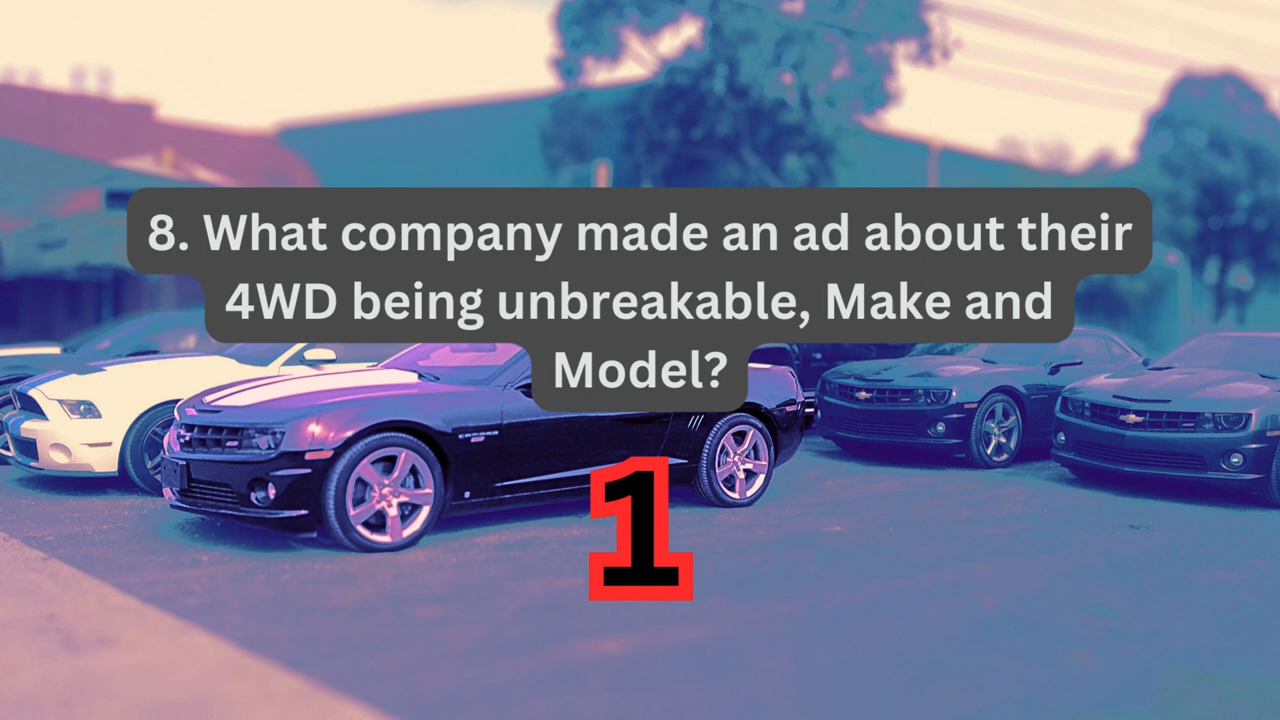 8. What company made an ad about their
4WD being unbreakable, Make and
Model?
1